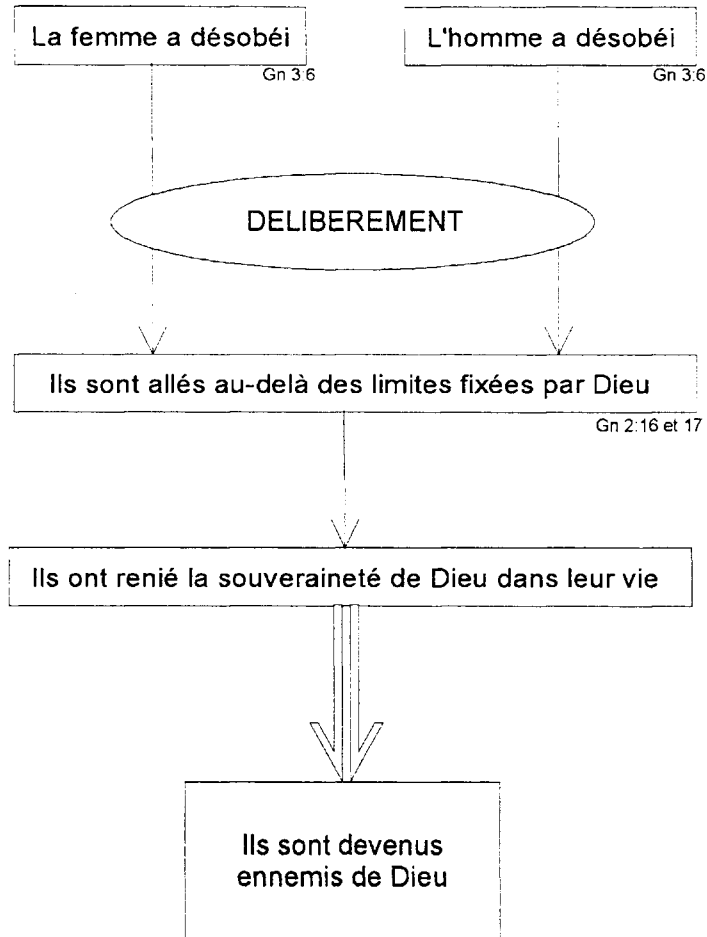 La femme a désobéi
L'homme a désobéi
Gn 3:6
Gn 3:6
DELIBEREMENT
Ils sont allés au-delà des limites fixées par Dieu
Gn 2:16 et 17
Ils ont renié la souveraineté de Dieu dans leur vie
Ils sont devenus
ennemis de Dieu